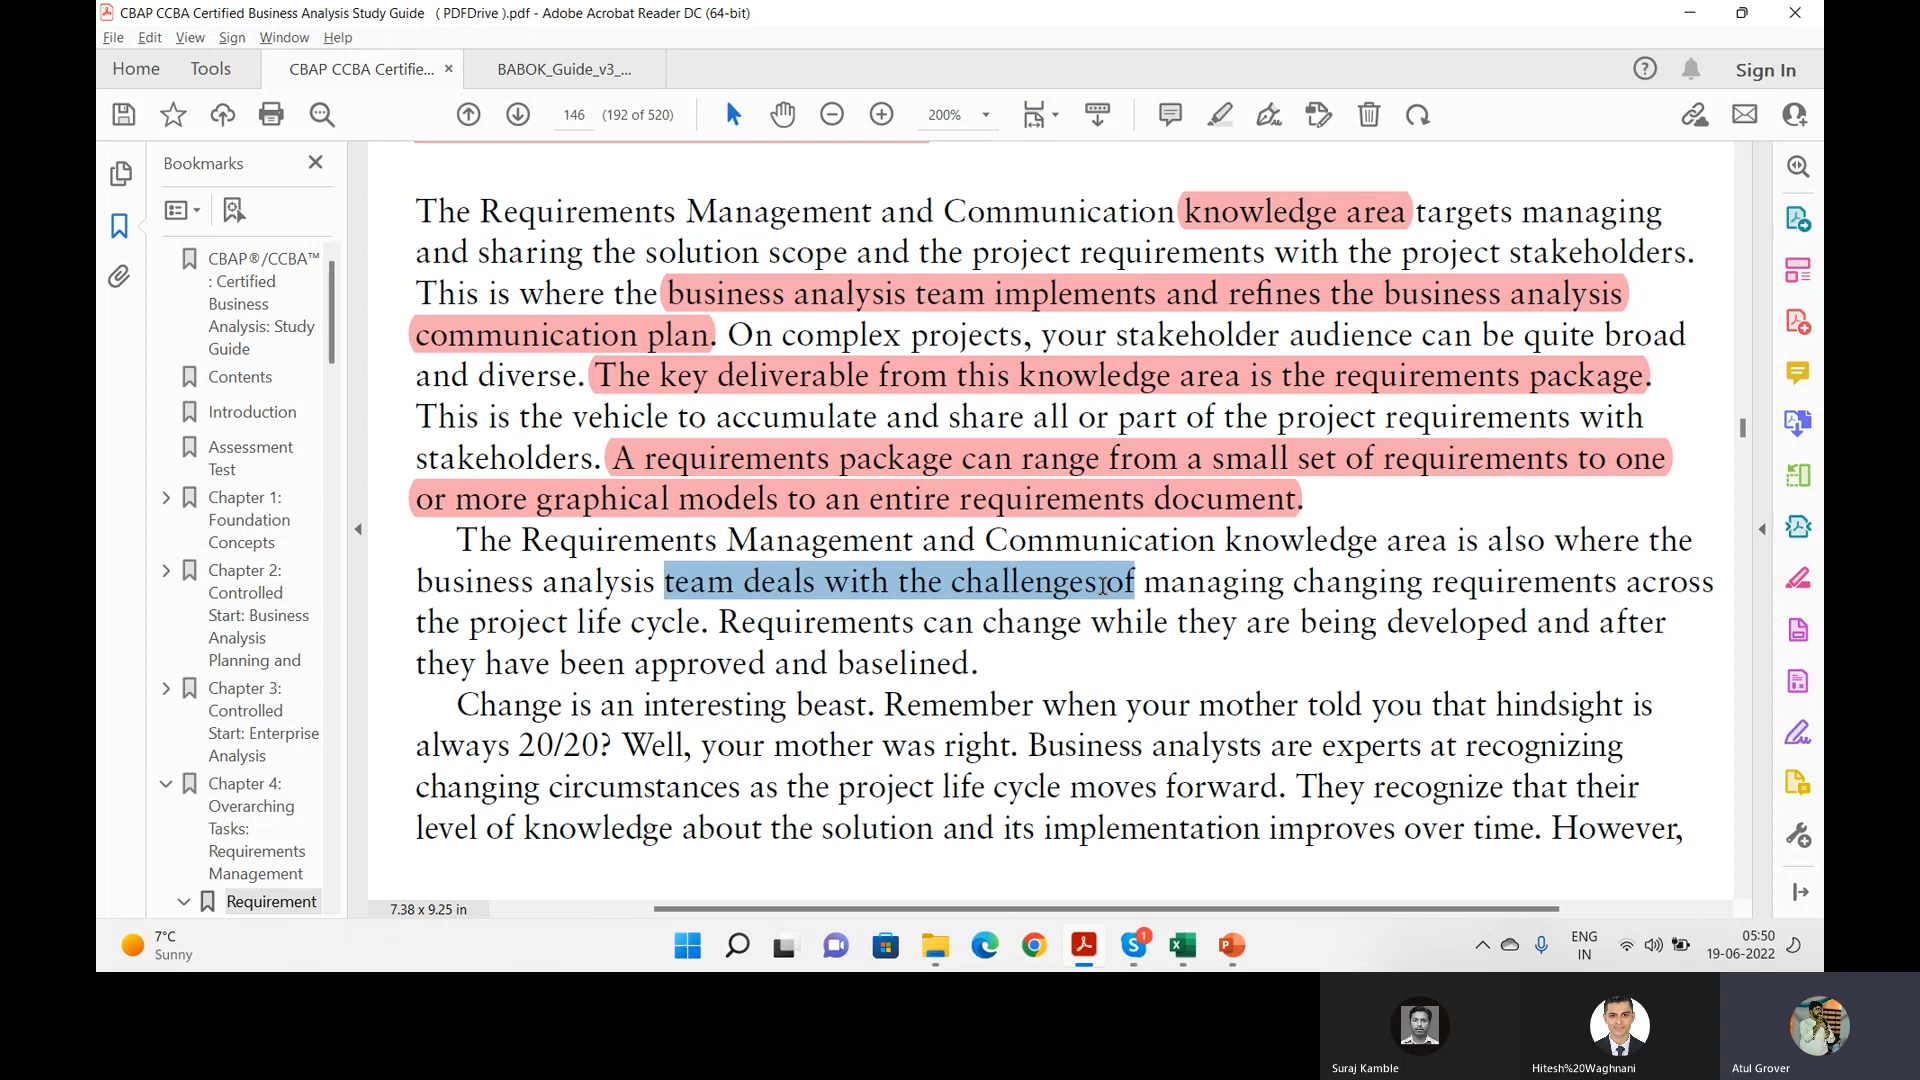 CBAP CCBA Certified Business Analysis Study Guide ( PDFDrive ).pdf - Adobe Acrobat Reader DC (64-bit)
File Edit View Sign Window Help
Home Tools CBAP CCBA Certifie... × BABOK_Guide_v3_... Sign In
146 (192 of 520) 200%
Bookmarks
CBAP®/CCBA™
: Certified
Business
Analysis: Study
Guide
Contents
Introduction
Assessment
Test
Chapter 1:
Foundation
Concepts
Chapter 2:
Controlled
Start: Business
Analysis
Planning and
Chapter 3:
Controlled
Start: Enterprise
Analysis
Chapter 4:
Overarching
Tasks:
Requirements
Management
Requirement
The Requirements Management and Communication knowledge area targets managing
and sharing the solution scope and the project requirements with the project stakeholders.
This is where the business analysis team implements and refines the business analysis
communication plan. On complex projects, your stakeholder audience can be quite broad
and diverse. The key deliverable from this knowledge area is the requirements package.
This is the vehicle to accumulate and share all or part of the project requirements with
stakeholders. A requirements package can range from a small set of requirements to one
or more graphical models to an entire requirements document.
The Requirements Management and Communication knowledge area is also where the
business analysis team deals with the challenges of managing changing requirements across
the project life cycle. Requirements can change while they are being developed and after
they have been approved and baselined.
Change is an interesting beast. Remember when your mother told you that hindsight is
always 20/20? Well, your mother was right. Business analysts are experts at recognizing
changing circumstances as the project life cycle moves forward. They recognize that their
level of knowledge about the solution and its implementation improves over time. However,
7.38 x 9.25 in
7°C
Sunny
1
ENG
IN
05:50
19-06-2022
Suraj Kamble
Hitesh%20Waghnani
Atul Grover